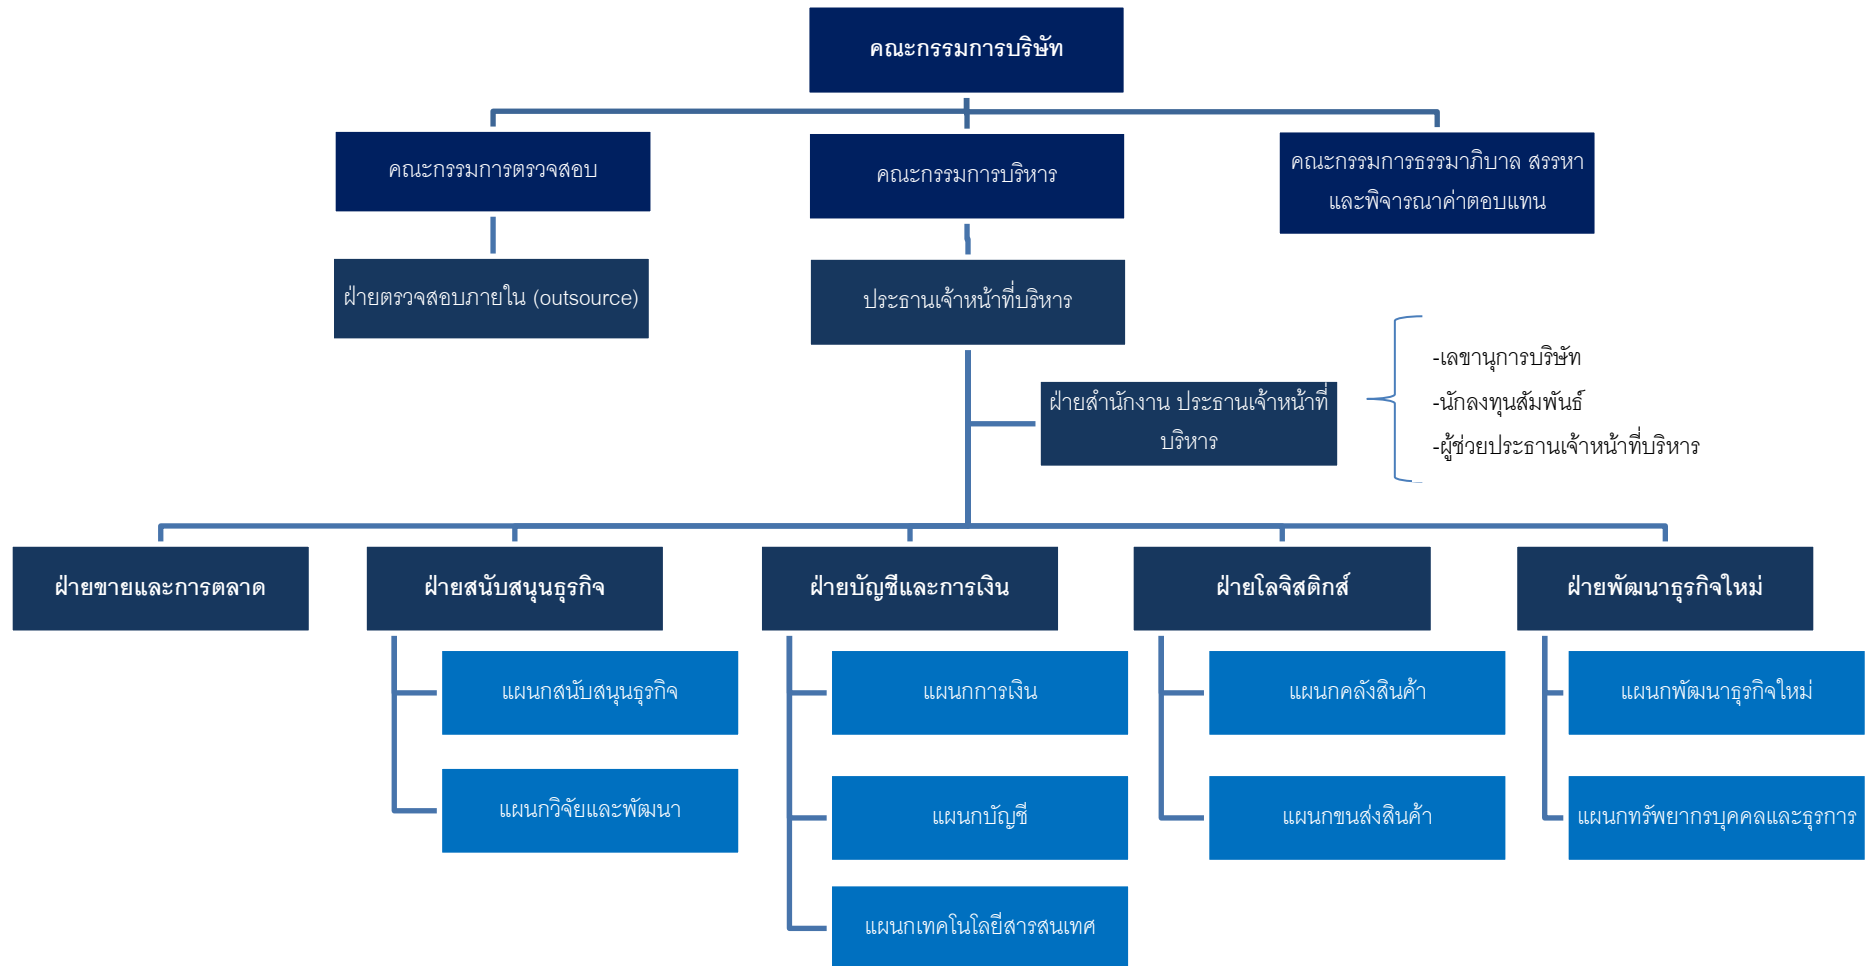 คณะกรรมการบริษัท
คณะกรรมการตรวจสอบ
คณะกรรมการบริหาร
คณะกรรมการธรรมาภิบาล สรรหา
และพิจารณาค่าตอบแทน
ฝ่ายตรวจสอบภายใน (outsource)
ประธานเจ้าหน้าที่บริหาร
ฝ่ายสำนักงาน ประธานเจ้าหน้าที่
บริหาร
-เลขานุการบริษัท
-นักลงทุนสัมพันธ์
-ผู้ช่วยประธานเจ้าหน้าที่บริหาร
ฝ่ายขายและการตลาด
ฝ่ายสนับสนุนธุรกิจ
ฝ่ายบัญชีและการเงิน
ฝ่ายโลจิสติกส์
ฝ่ายพัฒนาธุรกิจใหม่
แผนกสนับสนุนธุรกิจ
แผนกการเงิน
แผนกคลังสินค้า
แผนกพัฒนาธุรกิจใหม่
แผนกวิจัยและพัฒนา
แผนกบัญชี
แผนกขนส่งสินค้า
แผนกทรัพยากรบุคคลและธุรการ
แผนกเทคโนโลยีสารสนเทศ